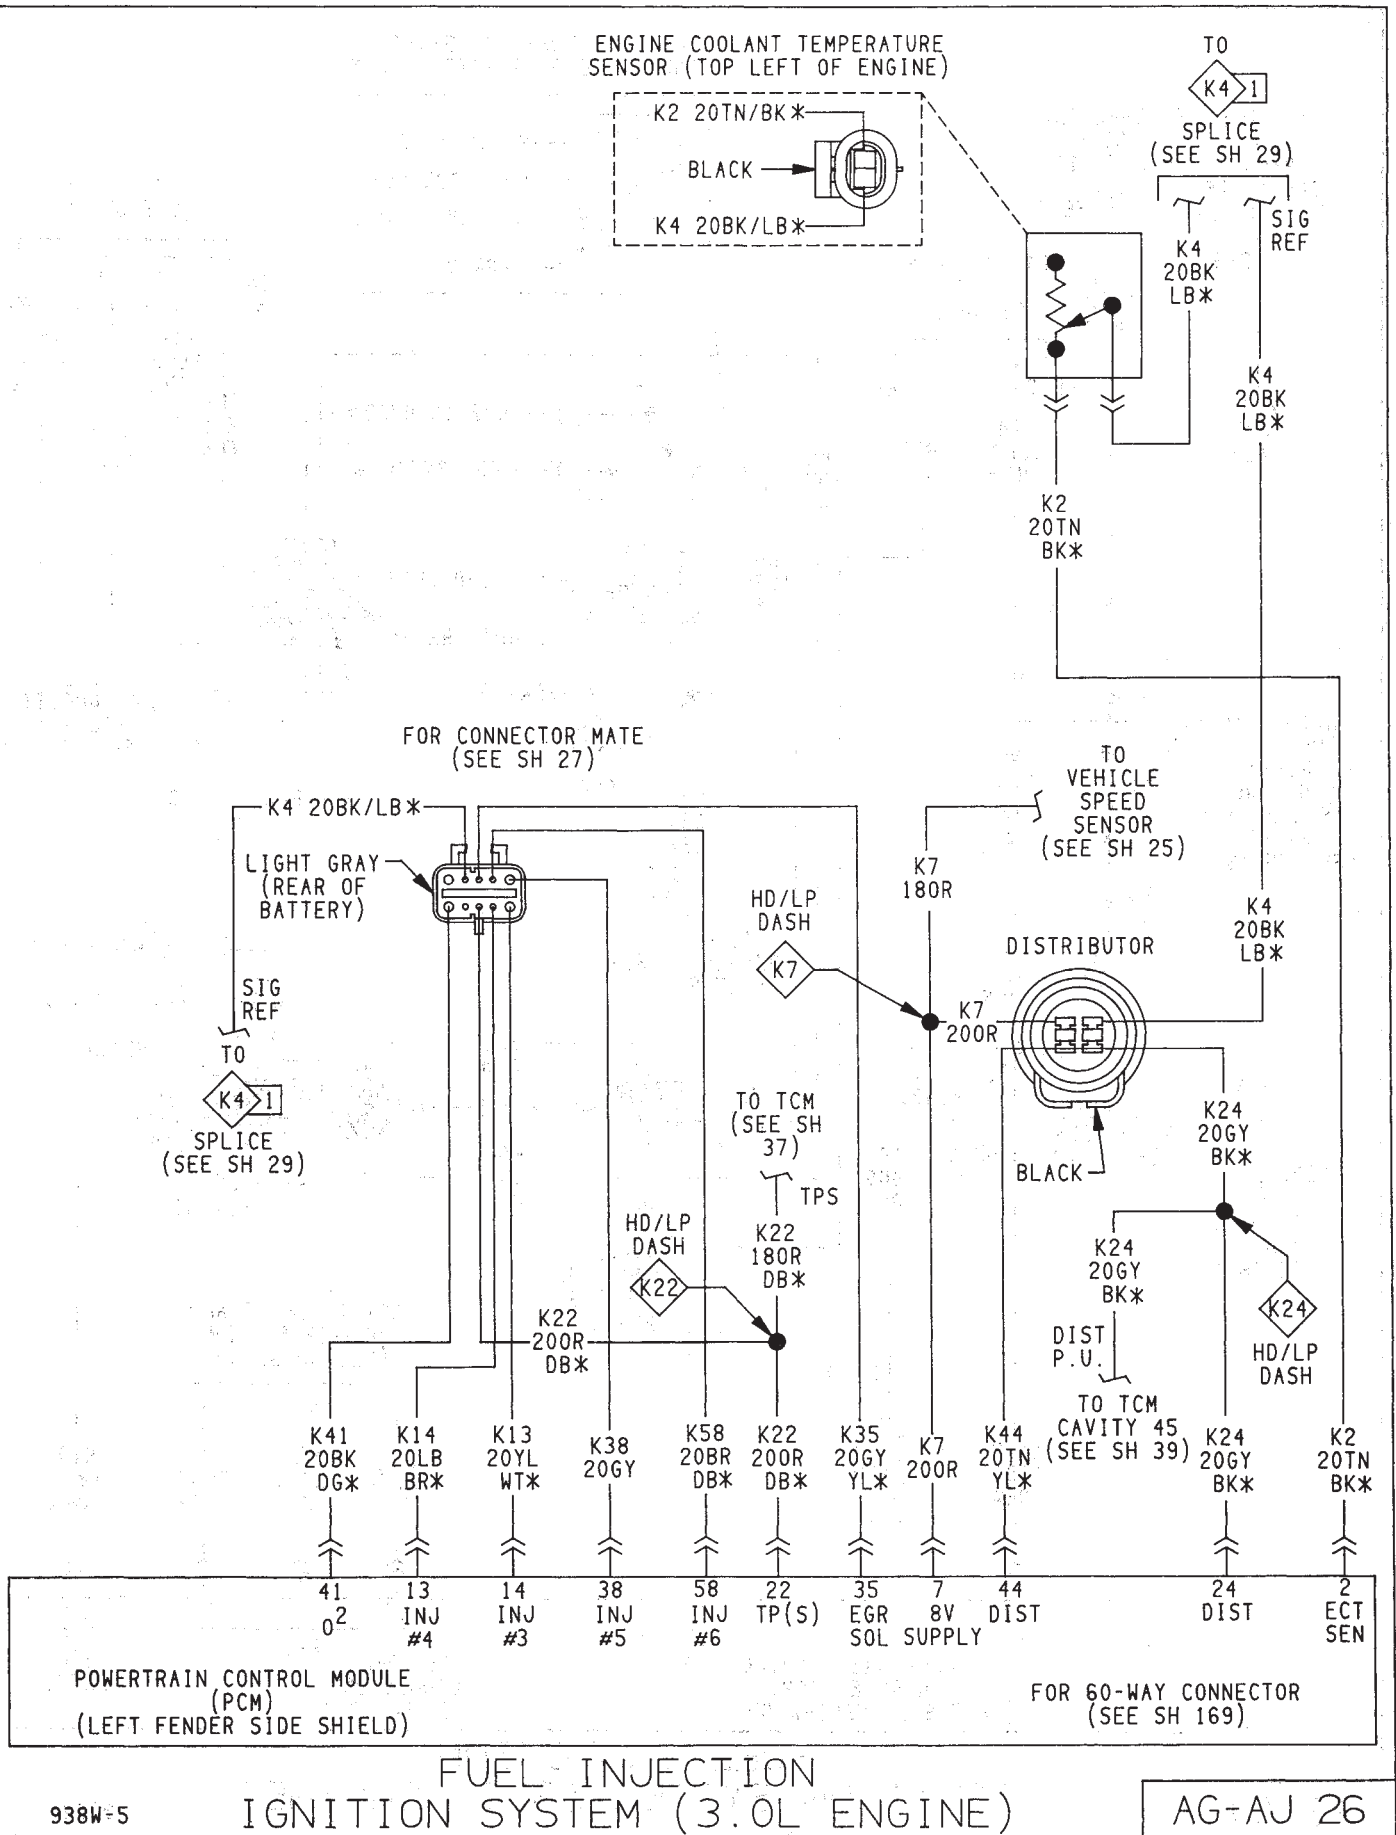 ENGINE COOLANT TEMPERATURE
SENSOR (TOP LEFT OF ENGINE)
K2 20TN/BK*
BLACK
K4 20BK/LB*
TO
K4 1
SPLICE
(SEE SH 29)
SIG
REF
K4
20BK
LB*
K4
20BK
LB*
K2
20TN
BK*
FOR CONNECTOR MATE
(SEE SH 27)
K4 20BK/LB*
LIGHT GRAY
(REAR OF
BATTERY)
SIG
REF
TO
K4 1
SPLICE
(SEE SH 29)
TO
VEHICLE
SPEED
SENSOR
(SEE SH 25)
K7
18OR
HD/LP
DASH
K7
K7
20OR
DISTRIBUTOR
K4
20BK
LB*
BLACK
K24
20GY
BK*
K24
20GY
BK*
K24
HD/LP
DASH
DIST
P.U.
TO TCM
CAVITY 45
(SEE SH 39)
TO TCM
(SEE SH
37)
TPS
HD/LP
DASH
K22
K22
18OR
DB*
K22
20OR
DB*
K41
20BK
DG*
K14
20LB
BR*
K13
20YL
WT*
K38
20GY
K58
20BR
DB*
K22
20OR
DB*
K35
20GY
YL*
K7
20OR
K44
20TN
YL*
K24
20GY
BK*
K2
20TN
BK*
41
O2
13
INJ
#4
14
INJ
#3
38
INJ
#5
58
INJ
#6
22
TP(S)
35
EGR
SOL
7
8V
SUPPLY
44
DIST
24
DIST
2
ECT
SEN
POWERTRAIN CONTROL MODULE
(PCM)
(LEFT FENDER SIDE SHIELD)
FOR 60-WAY CONNECTOR
(SEE SH 169)
FUEL INJECTION
IGNITION SYSTEM (3.0L ENGINE)
938W-5
AG-AJ 26